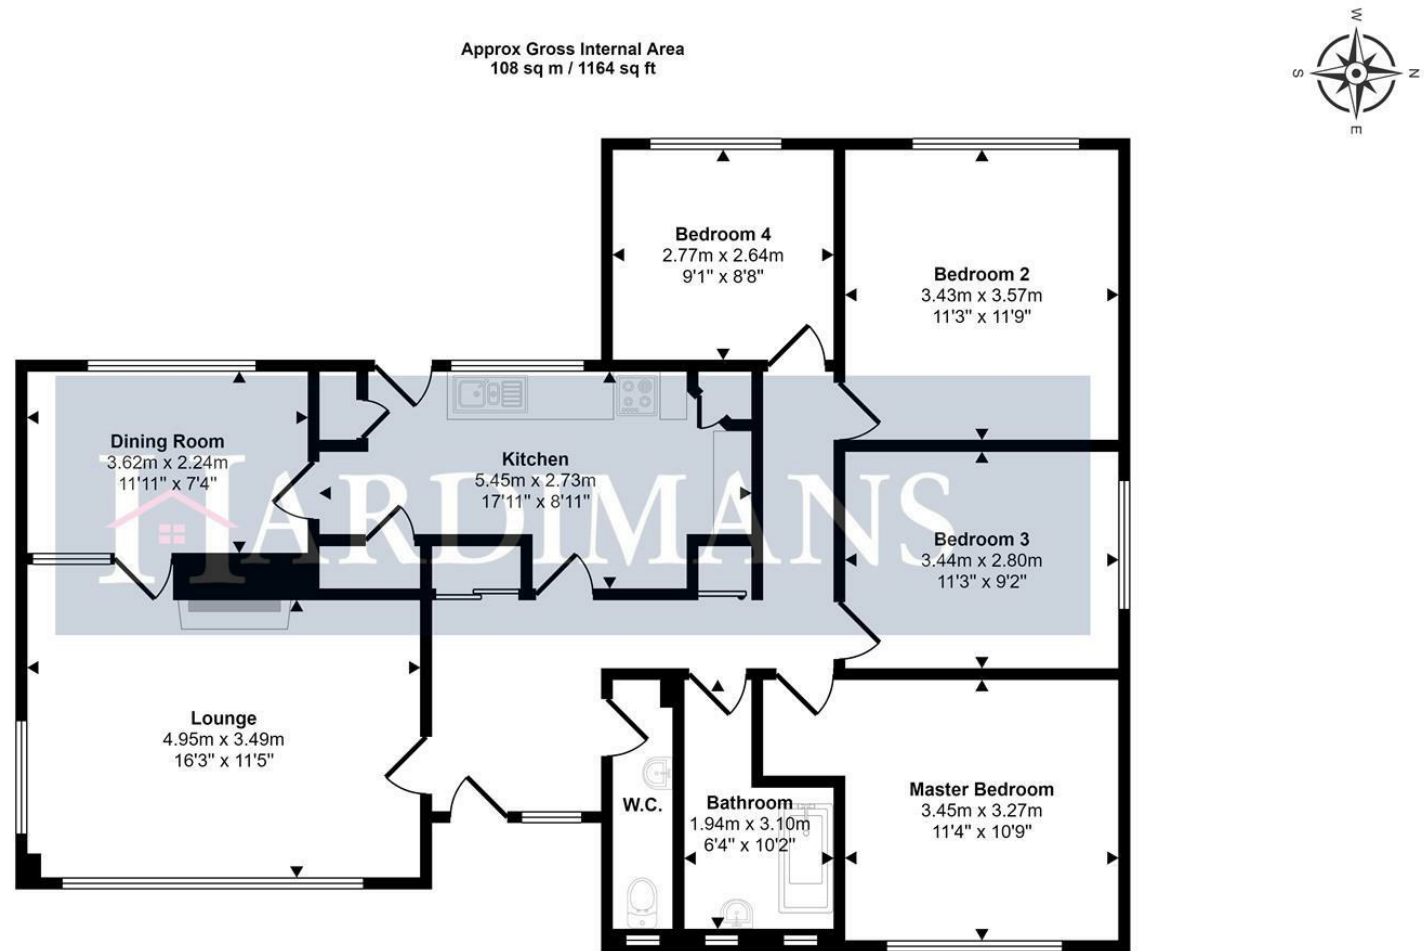 Approx Gross Internal Area
108 sq m / 1164 sq ft
W
S
N
E
Bedroom 4
2.77m x 2.64m
9'1" x 8'8"
Bedroom 2
3.43m x 3.57m
11'3" x 11'9"
Dining Room
3.62m x 2.24m
11'11" x 7'4"
Kitchen
5.45m x 2.73m
17'11" x 8'11"
HARDIMANS
Bedroom 3
3.44m x 2.80m
11'3" x 9'2"
Lounge
4.95m x 3.49m
16'3" x 11'5"
W.C.
Bathroom
1.94m x 3.10m
6'4" x 10'2"
Master Bedroom
3.45m x 3.27m
11'4" x 10'9"